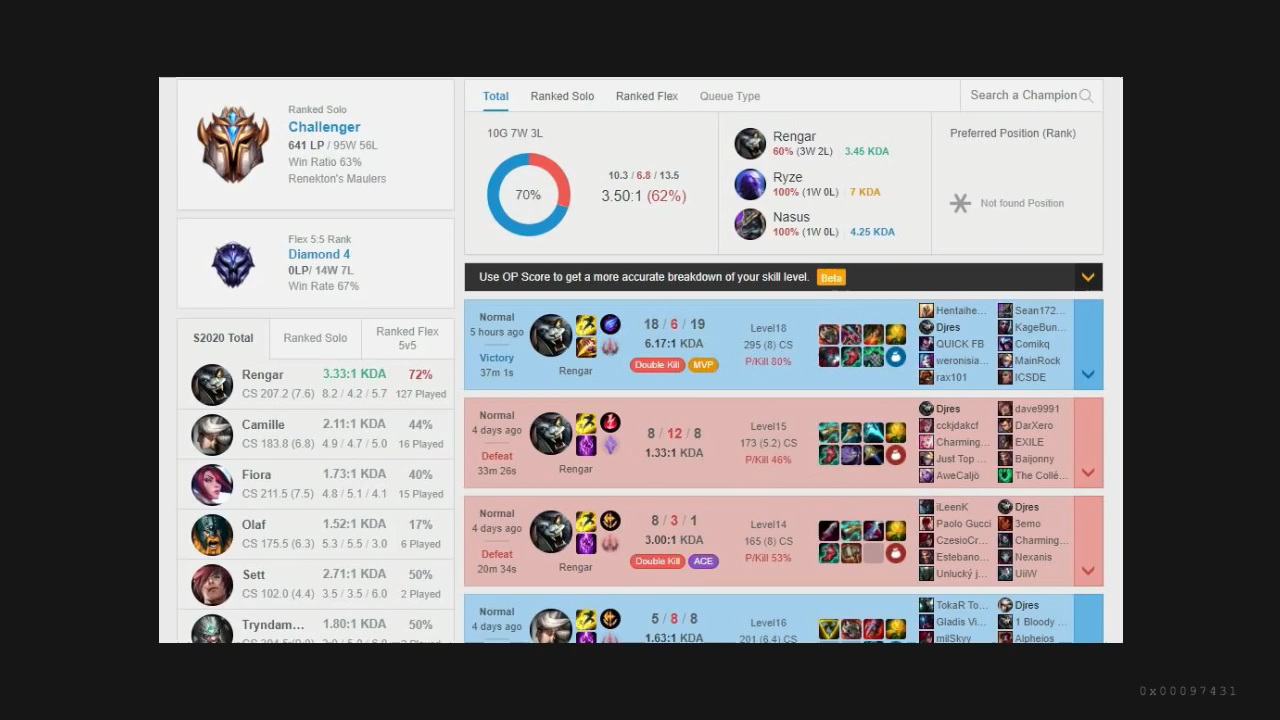 Ranked Solo
Challenger
641 LP / 95W 56L
Win Ratio 63%
Renekton's Maulers
Flex 5:5 Rank
Diamond 4
0LP/ 14W 7L
Win Rate 67%
S2020 Total
Ranked Solo
Ranked Flex 5v5
Rengar 3.33:1 KDA 72%
CS 207.2 (7.6) 8.2 / 4.2 / 5.7 127 Played
Camille 2.11:1 KDA 44%
CS 183.8 (6.8) 4.9 / 4.7 / 5.0 16 Played
Fiora 1.73:1 KDA 40%
CS 211.5 (7.5) 4.8 / 5.1 / 4.1 15 Played
Olaf 1.52:1 KDA 17%
CS 175.5 (6.3) 5.3 / 5.5 / 3.0 6 Played
Sett 2.71:1 KDA 50%
CS 102.0 (4.4) 3.5 / 3.5 / 6.0 2 Played
Tryndam... 1.80:1 KDA 50%
Total Ranked Solo Ranked Flex Queue Type
Search a Champion
10G 7W 3L
70%
10.3 / 6.8 / 13.5
3.50:1 (62%)
Rengar
60% (3W 2L) 3.45 KDA
Ryze
100% (1W 0L) 7 KDA
Nasus
100% (1W 0L) 4.25 KDA
Preferred Position (Rank)
Not found Position
Use OP Score to get a more accurate breakdown of your skill level. Beta
Normal
5 hours ago
Victory
37m 1s
Rengar
18 / 6 / 19
6.17:1 KDA
Double Kill MVP
Level18
295 (8) CS
P/Kill 80%
Hentaihe... Sean172...
Djres KageBun...
QUICK FB Comikq
weronisia... MainRock
rax101 ICSDE
Normal
4 days ago
Defeat
33m 26s
Rengar
8 / 12 / 8
1.33:1 KDA
Level15
173 (5.2) CS
P/Kill 46%
Djres dave9991
cckjdakcf DarXero
Charming... EXILE
Just Top ... Baijonny
AweCaljö The Collé...
Normal
4 days ago
Defeat
20m 34s
Rengar
8 / 3 / 1
3.00:1 KDA
Double Kill ACE
Level14
165 (8) CS
P/Kill 53%
iLeenK Djres
Paolo Gucci 3emo
CzesioCr... Charming...
Estebano... Nexanis
Unlucký j... UiiW
Normal
4 days ago
5 / 8 / 8
1.63:1 KDA
Level16
201 (6.4) CS
TokaR To... Djres
Gladis Vi... 1 Bloody ...
milSkyy Alpheios
0x00097431